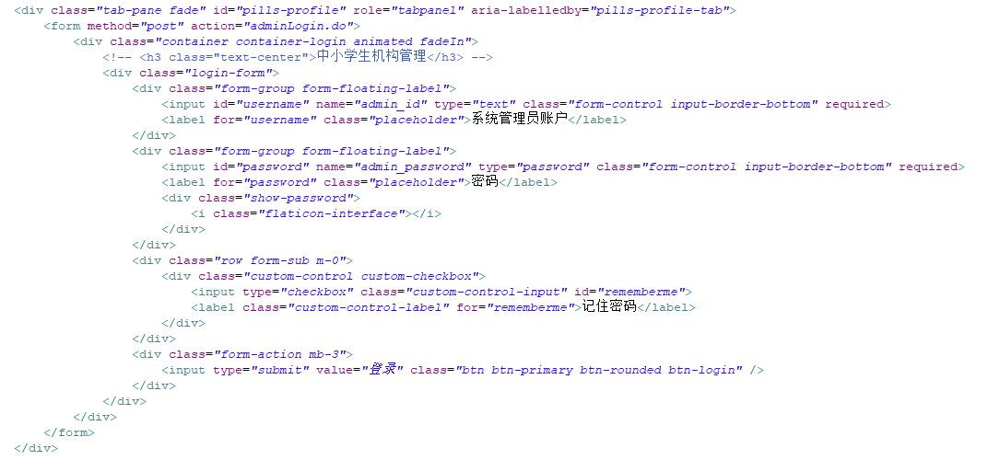 <div class="tab-pane fade" id="pills-profile" role="tabpanel" aria-labelledby="pills-profile-tab">
<form method="post" action="adminLogin.do">
<div class="container container-login animated fadeIn">
<!-- <h3 class="text-center">中小学生机构管理</h3> -->
<div class="login-form">
<div class="form-group form-floating-label">
<input id="username" name="admin_id" type="text" class="form-control input-border-bottom" required>
<label for="username" class="placeholder">系统管理员账户</label>
</div>
<div class="form-group form-floating-label">
<input id="password" name="admin_password" type="password" class="form-control input-border-bottom" required>
<label for="password" class="placeholder">密码</label>
<div class="show-password">
<i class="flaticon-interface"></i>
</div>
</div>
<div class="row form-sub m-0">
<div class="custom-control custom-checkbox">
<input type="checkbox" class="custom-control-input" id="rememberme">
<label class="custom-control-label" for="rememberme">记住密码</label>
</div>
</div>
<div class="form-action mb-3">
<input type="submit" value="登录" class="btn btn-primary btn-rounded btn-login" />
</div>
</div>
</div>
</form>
</div>